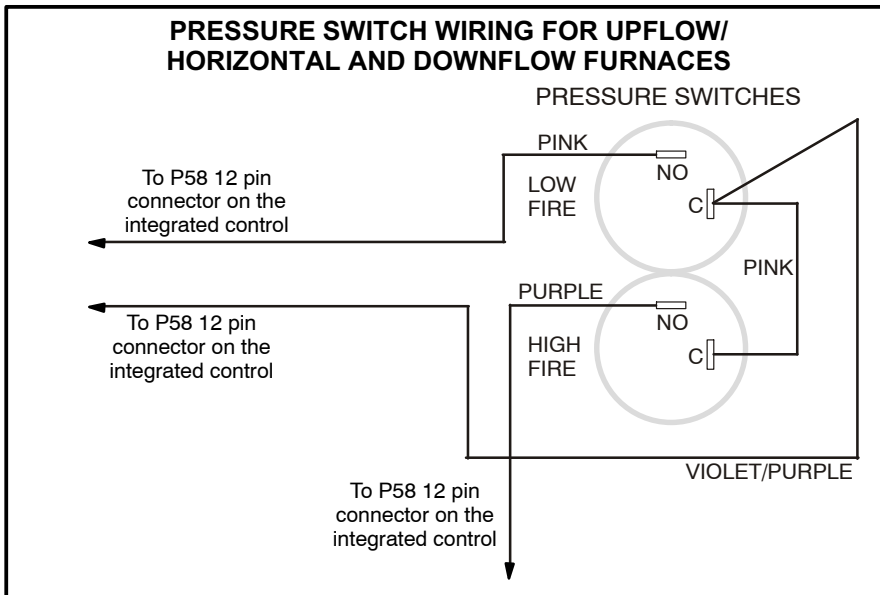 PRESSURE SWITCH WIRING FOR UPFLOW/
HORIZONTAL AND DOWNFLOW FURNACES
PRESSURE SWITCHES
PINK
NO
LOW
FIRE
C
To P58 12 pin
connector on the
integrated control
PINK
PURPLE
NO
HIGH
FIRE
C
To P58 12 pin
connector on the
integrated control
VIOLET/PURPLE
To P58 12 pin
connector on the
integrated control